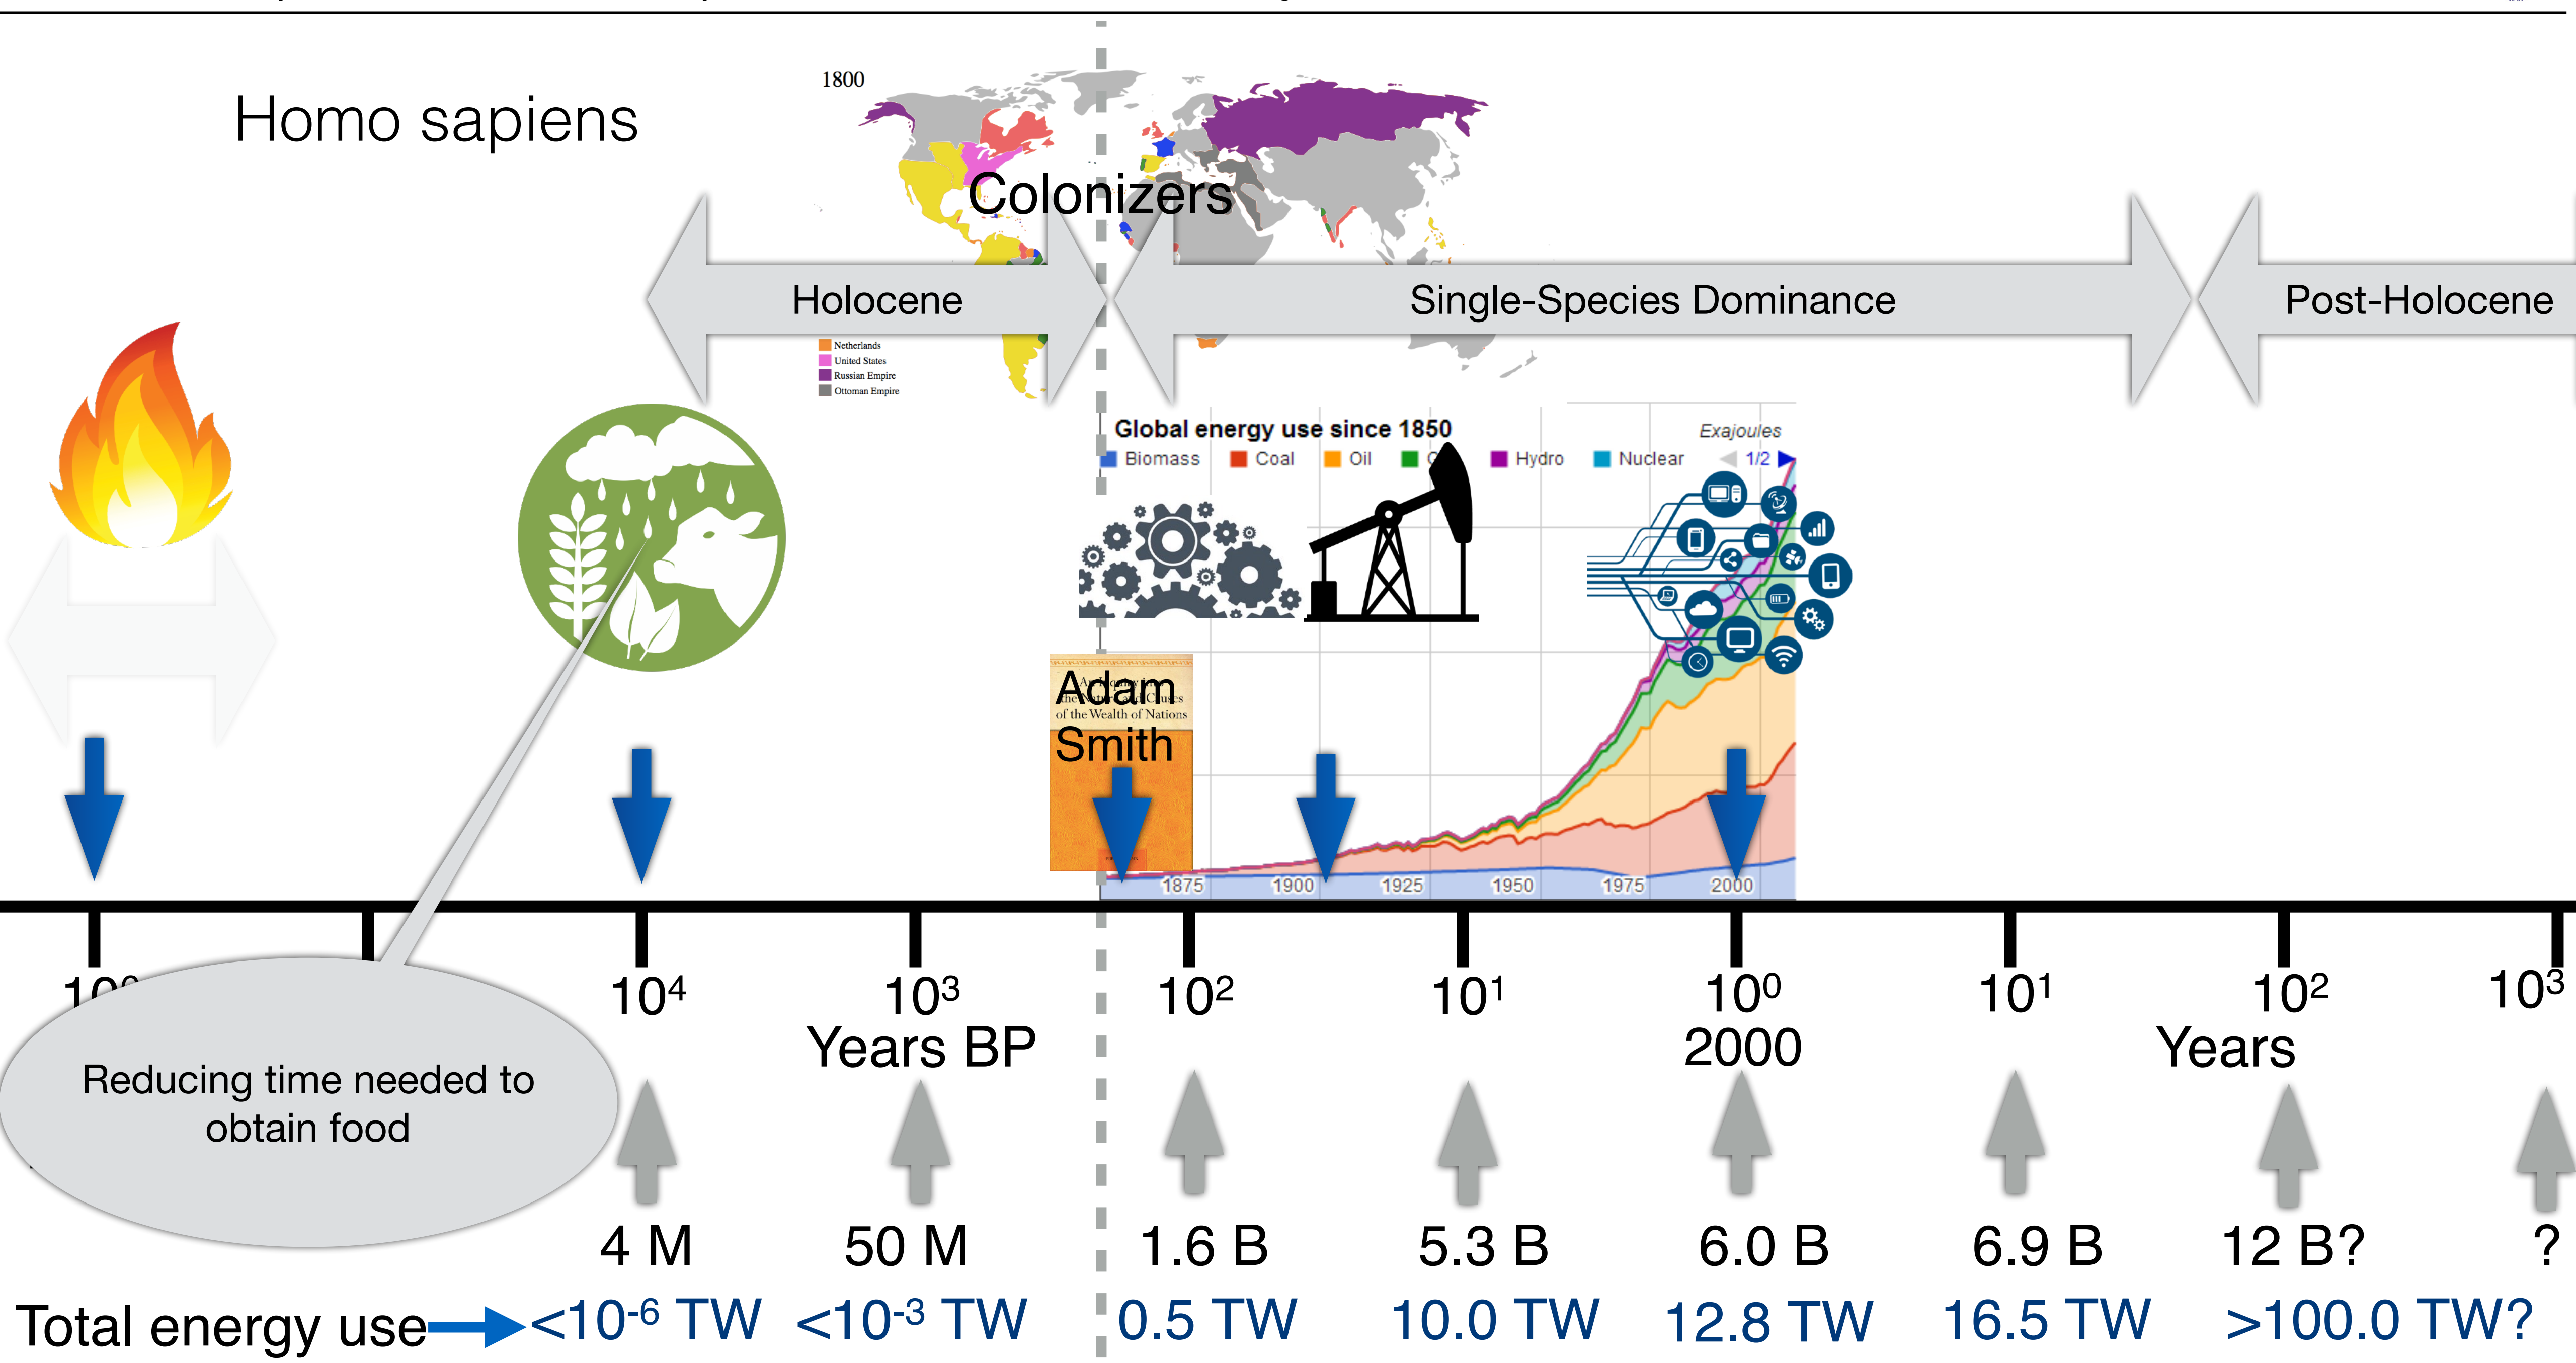 Homo sapiens
1800
Colonizers
Holocene
Single-Species Dominance
Post-Holocene
Netherlands
United States
Russian Empire
Ottoman Empire
Global energy use since 1850
Exajoules
Biomass
Coal
Oil
Hydro
Nuclear
1/2
Adam
Smith
of the Wealth of Nations
1875
1900
1925
1950
1975
2000
10⁴
10³
10²
10¹
10⁰
10¹
10²
10³
Years BP
2000
Years
Reducing time needed to
obtain food
4 M
50 M
1.6 B
5.3 B
6.0 B
6.9 B
12 B?
?
Total energy use
<10⁻⁶ TW
<10⁻³ TW
0.5 TW
10.0 TW
12.8 TW
16.5 TW
>100.0 TW?